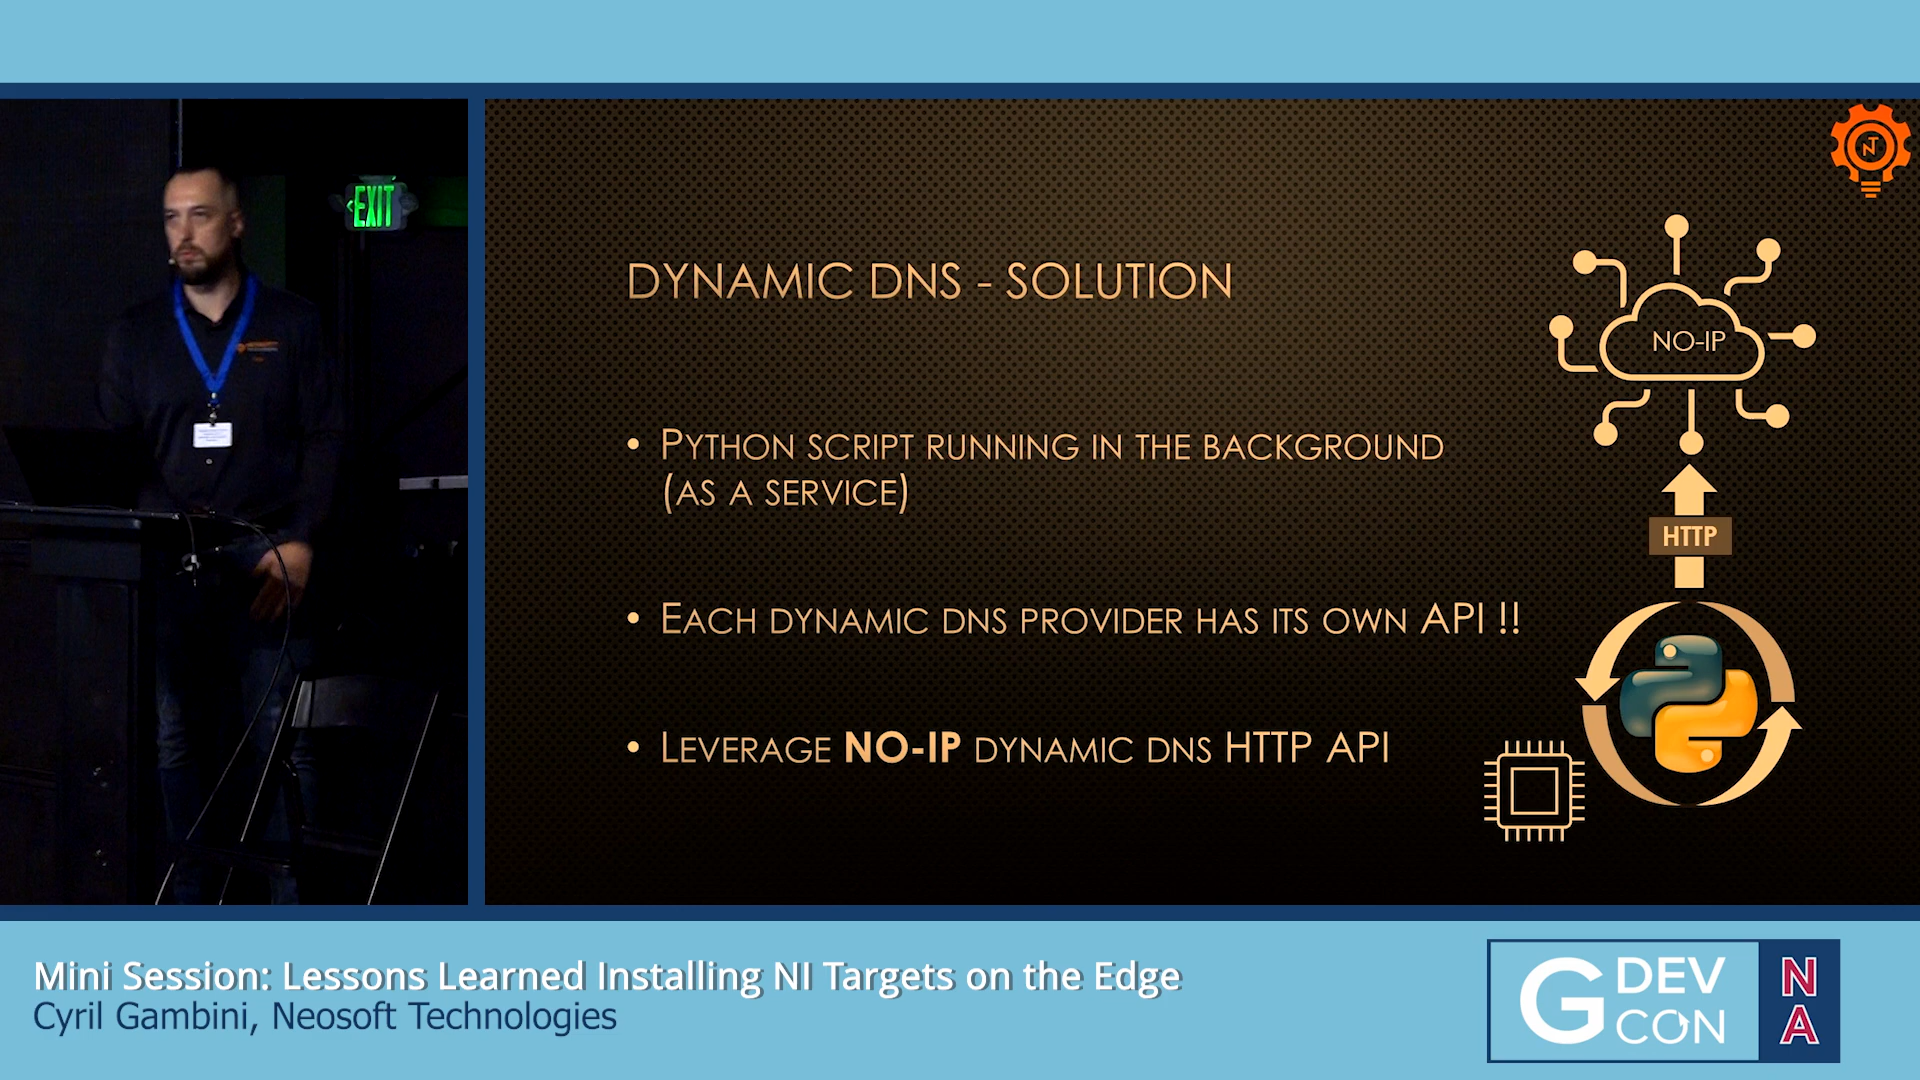 EXIT
NT
DYNAMIC DNS - SOLUTION
NO-IP
• PYTHON SCRIPT RUNNING IN THE BACKGROUND
(AS A SERVICE)
HTTP
• EACH DYNAMIC DNS PROVIDER HAS ITS OWN API !!
• LEVERAGE NO-IP DYNAMIC DNS HTTP API
Mini Session: Lessons Learned Installing NI Targets on the Edge
Cyril Gambini, Neosoft Technologies
G DEV CON
NA